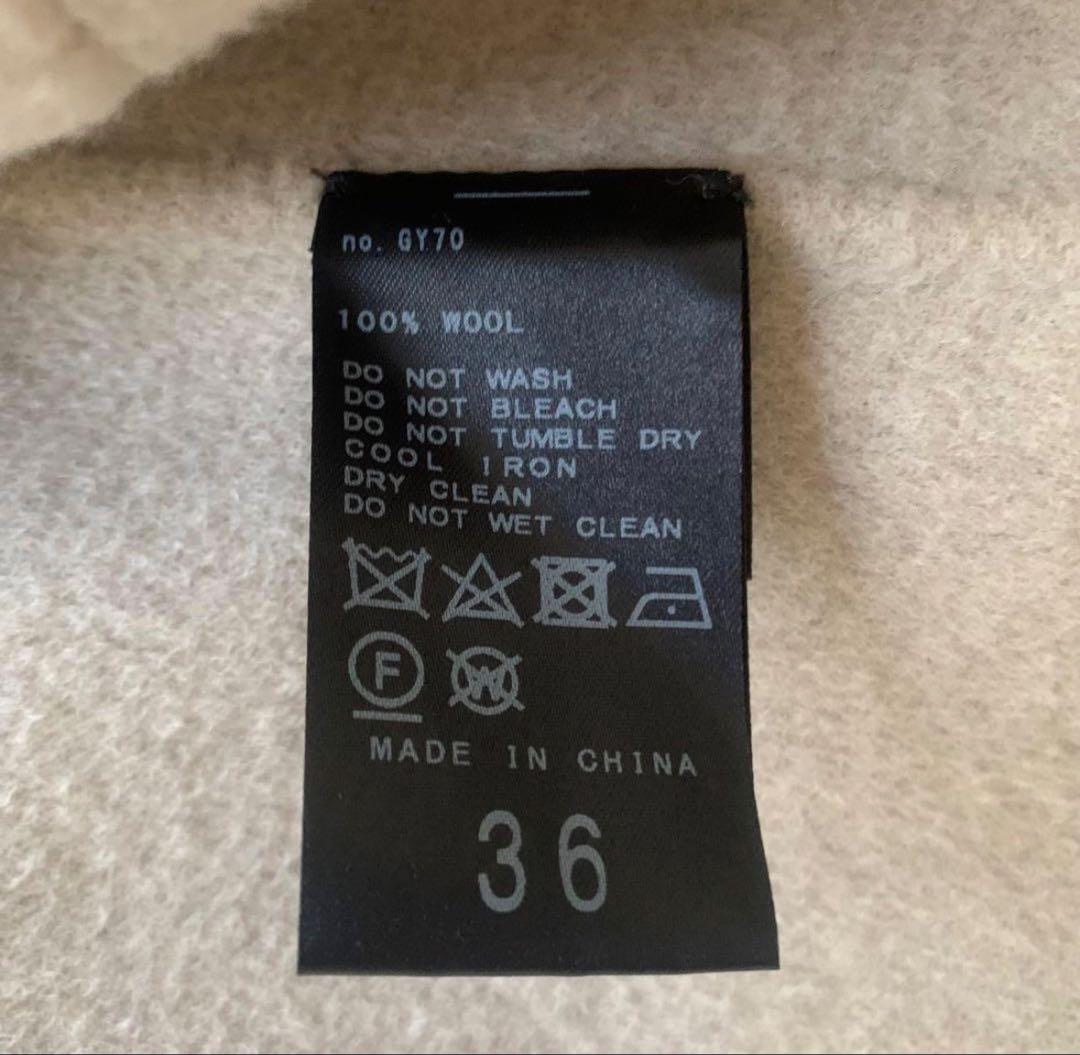 no. GY70
100% WOOL
DO NOT WASH
DO NOT BLEACH
DO NOT TUMBLE DRY
COOL IRON
DRY CLEAN
DO NOT WET CLEAN
F W
MADE IN CHINA
36